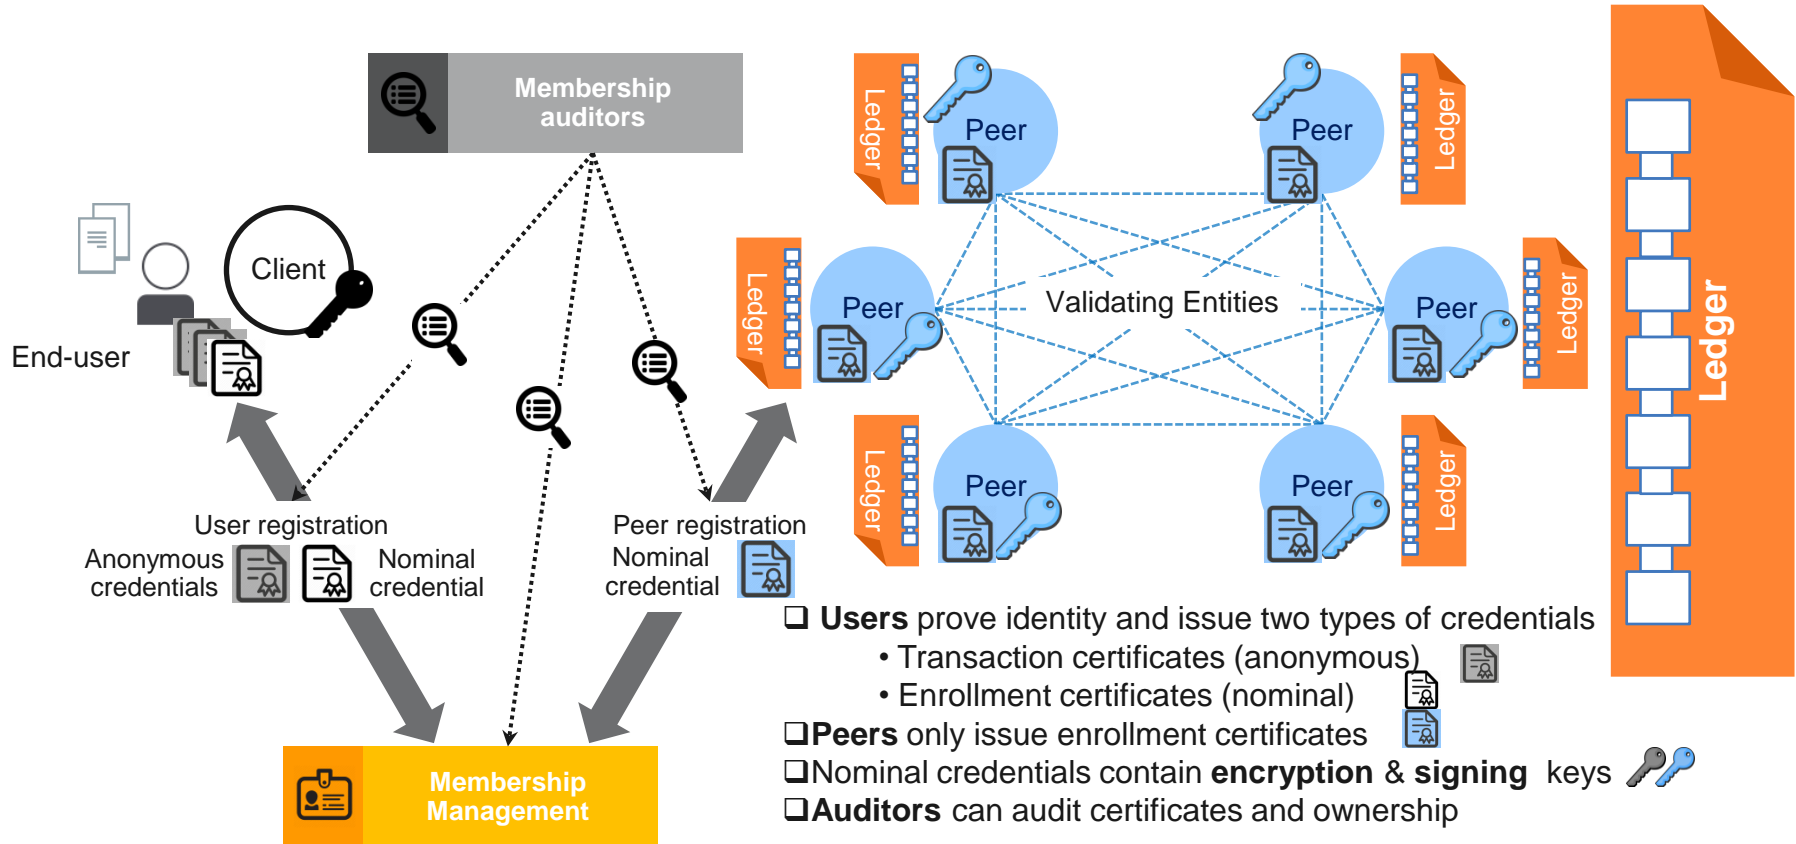 Membership
auditors
Client
End-user
User registration
Anonymous
credentials
Nominal
credential
Peer registration
Nominal
credential
Membership
Management
Ledger
Peer
Peer
Ledger
Ledger
Peer
Validating Entities
Peer
Ledger
Ledger
Peer
Peer
Ledger
Ledger
❑ Users prove identity and issue two types of credentials
• Transaction certificates (anonymous)
• Enrollment certificates (nominal)
❑Peers only issue enrollment certificates
❑Nominal credentials contain encryption & signing keys
❑Auditors can audit certificates and ownership